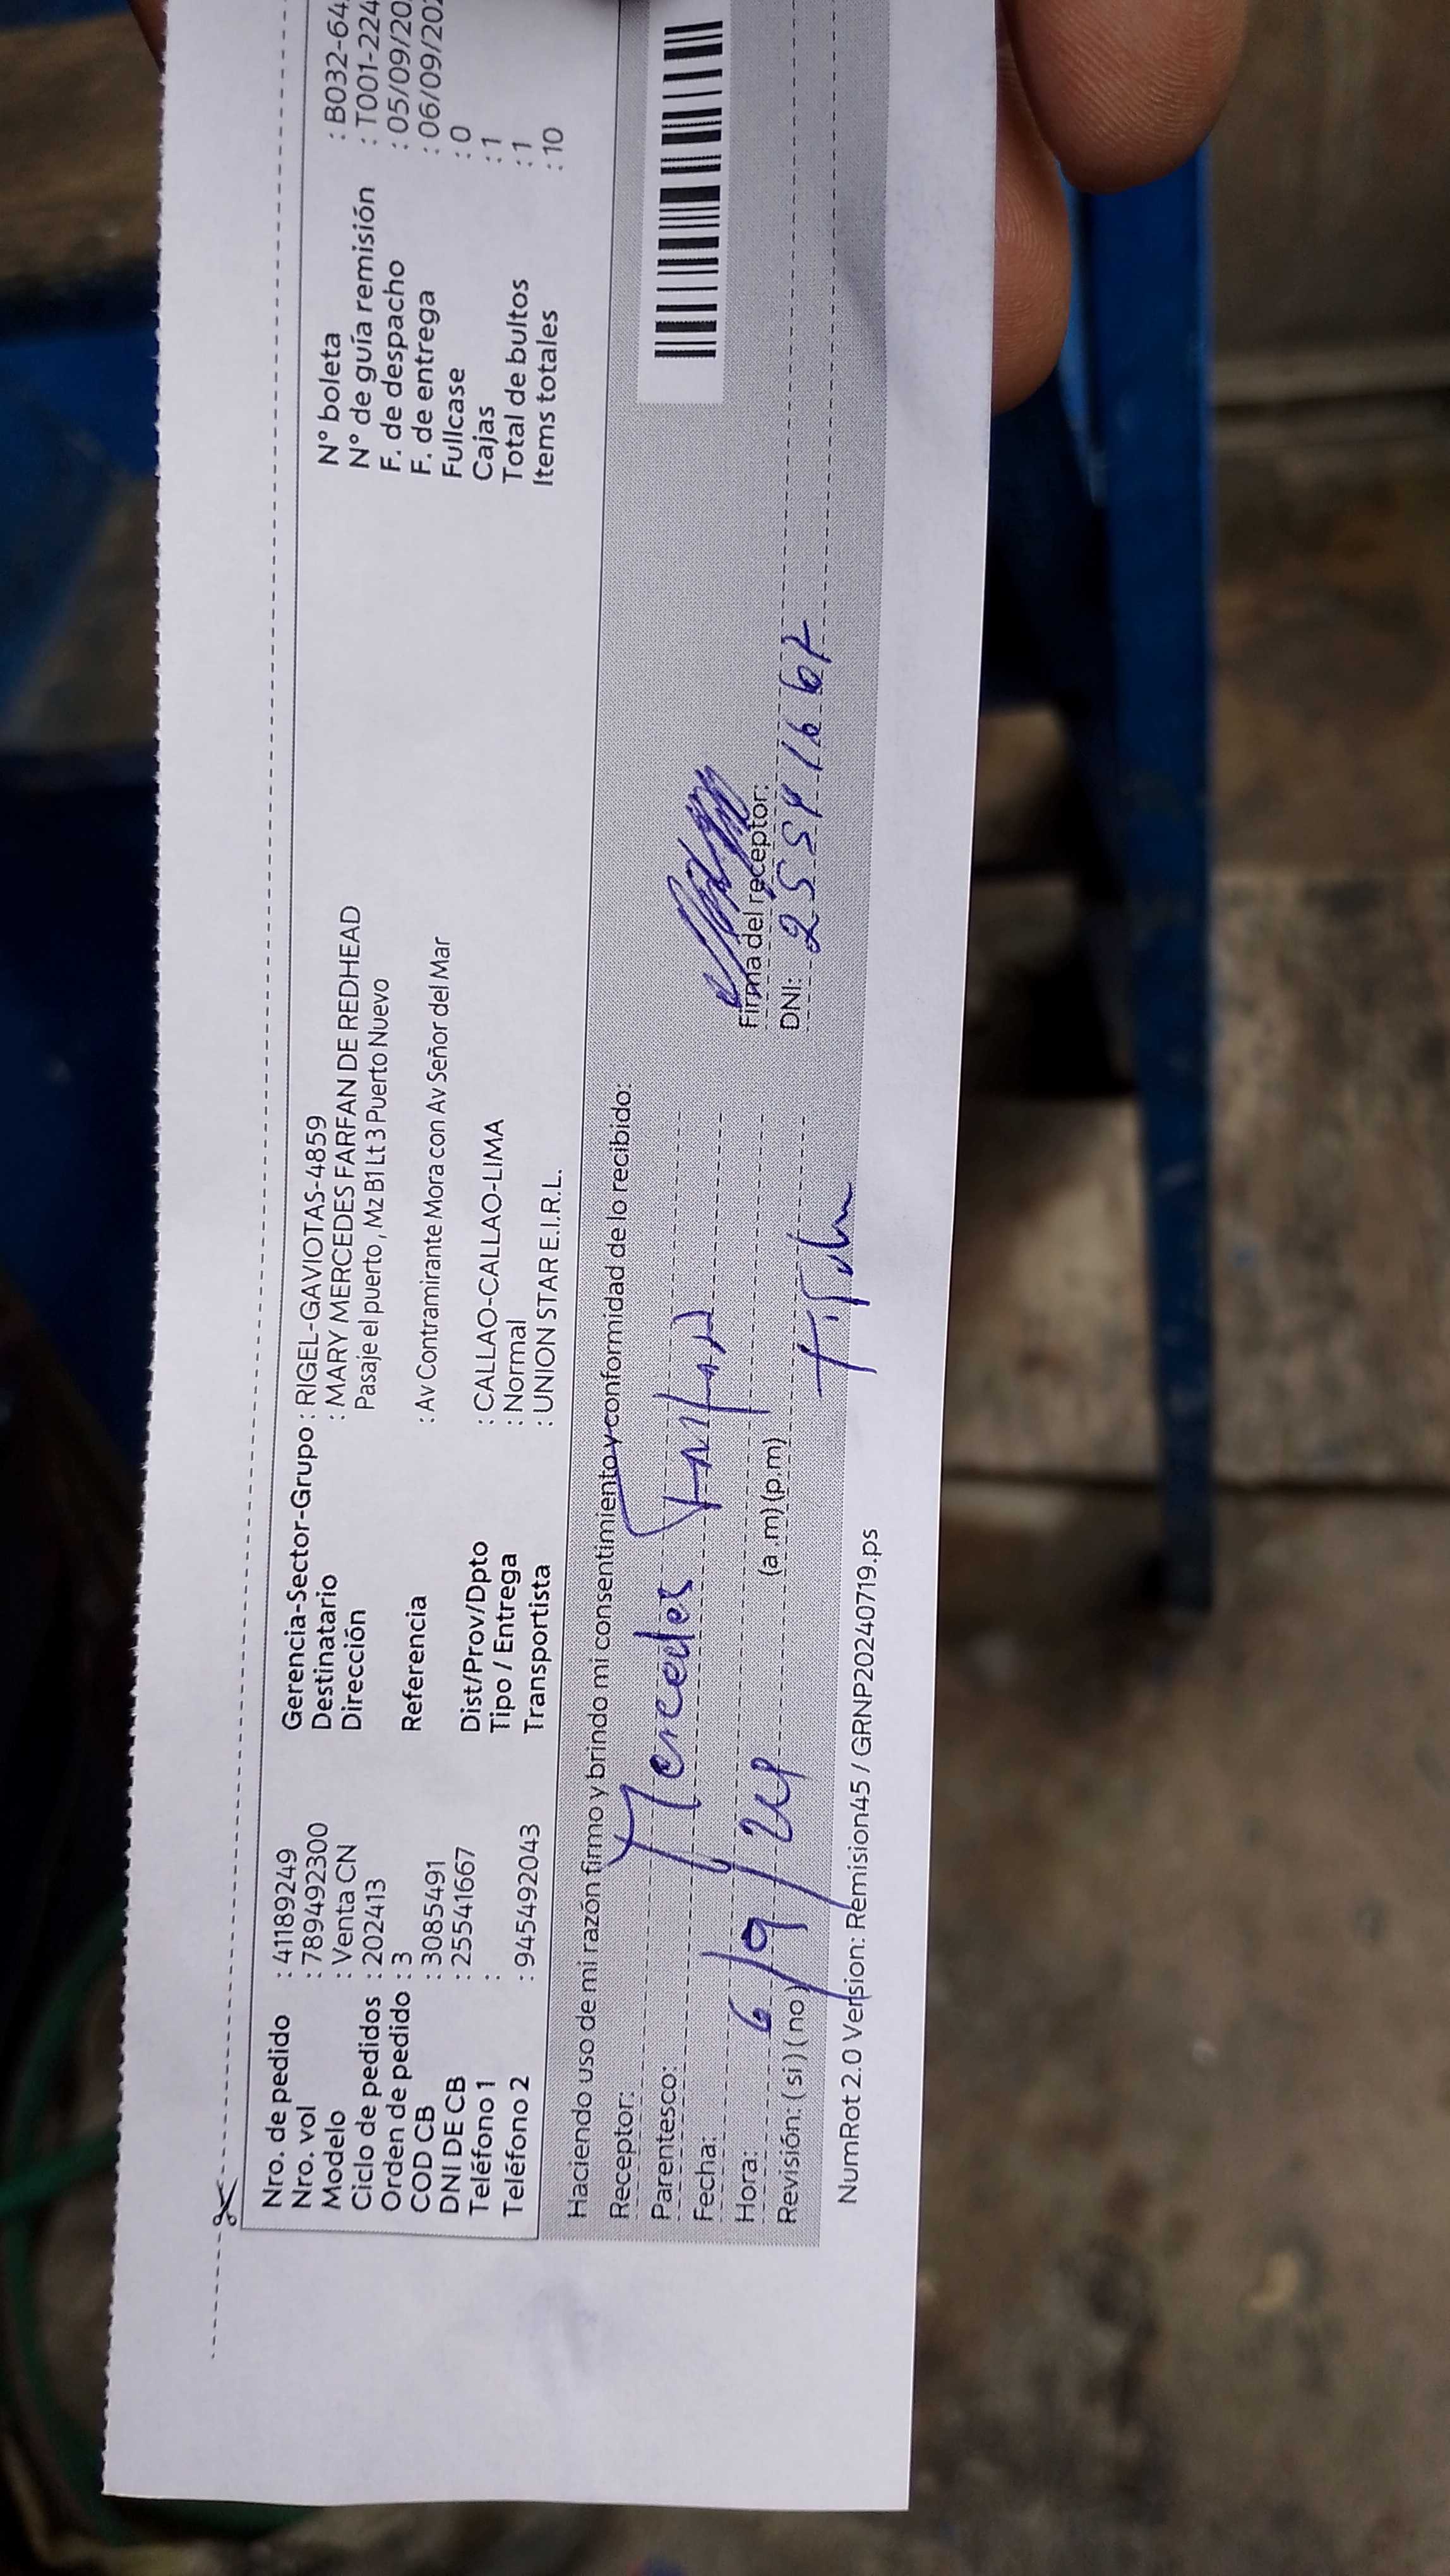 Nro. de pedido : 41189249
Nro. vol : 789492300
Modelo : Venta CN
Ciclo de pedidos : 202413
Orden de pedido : 3
COD CB : 3085491
DNI DE CB : 25541667
Teléfono 1 :
Teléfono 2 : 945492043
Gerencia-Sector-Grupo : RIGEL-GAVIOTAS-4859
Destinatario : MARY MERCEDES FARFAN DE REDHEAD
Dirección Pasaje el puerto , Mz B1 Lt 3 Puerto Nuevo
Referencia : Av Contramirante Mora con Av Señor del Mar
Dist/Prov/Dpto : CALLAO-CALLAO-LIMA
Tipo / Entrega : Normal
Transportista : UNION STAR E.I.R.L.
N° boleta : B032-64
N° de guía remisión : T001-224
F. de despacho : 05/09/20
F. de entrega : 06/09/20
Fullcase : 0
Cajas : 1
Total de bultos : 1
Items totales : 10
Haciendo uso de mi razón firmo y brindo mi consentimiento y conformidad de lo recibido:
Receptor: Mercedes Farfan
Parentesco:
Fecha: 6/9/24
Hora: (a .m) (p.m)
Revisión: ( si ) ( no )
Firma del receptor:
DNI: 25541667
NumRot 2.0 Version: Remision45 / GRNP20240719.ps